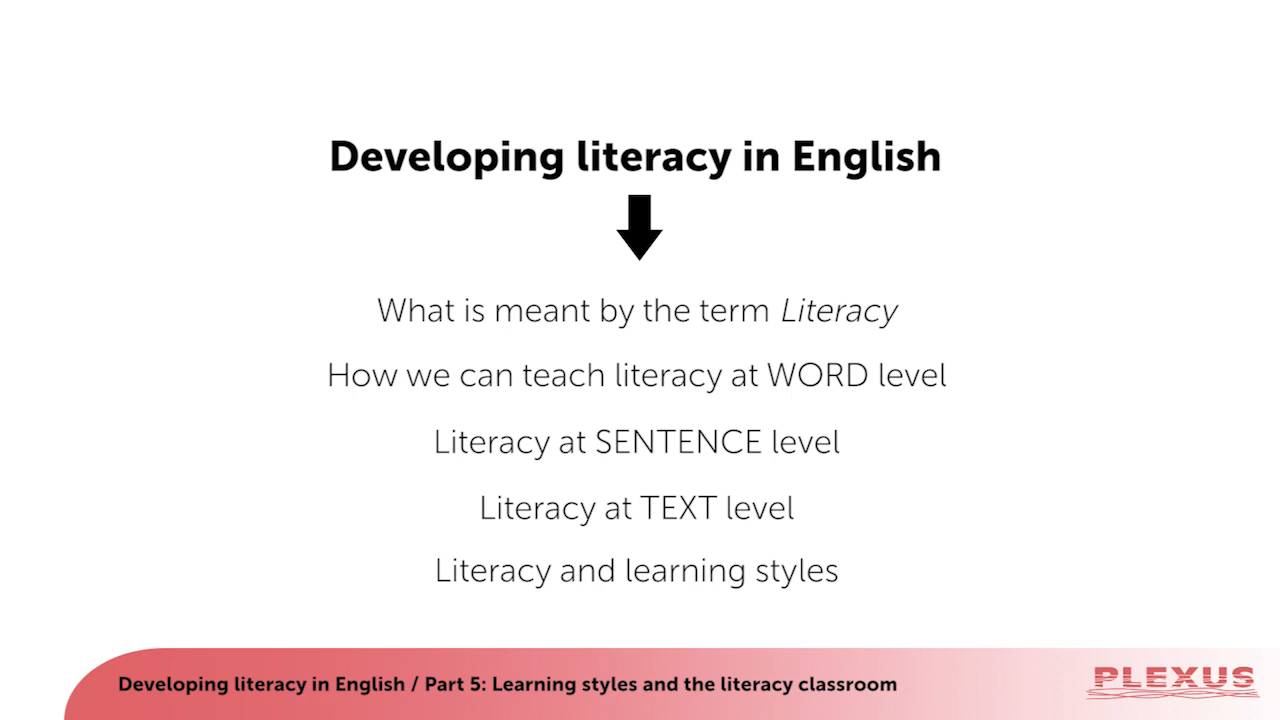 Developing literacy in English
What is meant by the term Literacy
How we can teach literacy at WORD level
Literacy at SENTENCE level
Literacy at TEXT level
Literacy and learning styles
Developing literacy in English / Part 5: Learning styles and the literacy classroom
PLEXUS